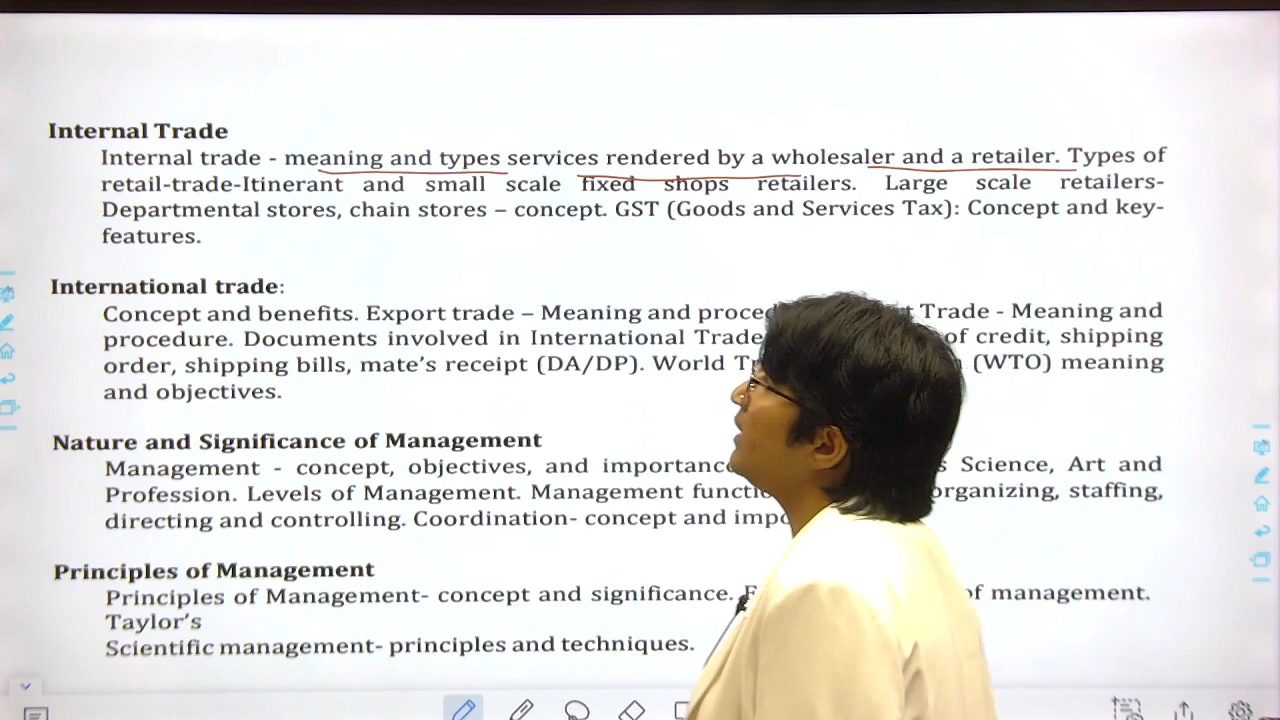 Internal Trade
Internal trade - meaning and types services rendered by a wholesaler and a retailer. Types of
retail-trade-Itinerant and small scale fixed shops retailers. Large scale retailers-
Departmental stores, chain stores – concept. GST (Goods and Services Tax): Concept and key-
features.
International trade:
Concept and benefits. Export trade – Meaning and Trade - Meaning and
procedure. Documents involved in International Trade of credit, shipping
order, shipping bills, mate's receipt (DA/DP). World (WTO) meaning
and objectives.
Nature and Significance of Management
Management - concept, objectives, and Science, Art and
Profession. Levels of Management. Management organizing, staffing,
directing and controlling. Coordination- concept and
Principles of Management
Principles of Management- concept and significance. of management.
Taylor's
Scientific management- principles and techniques.